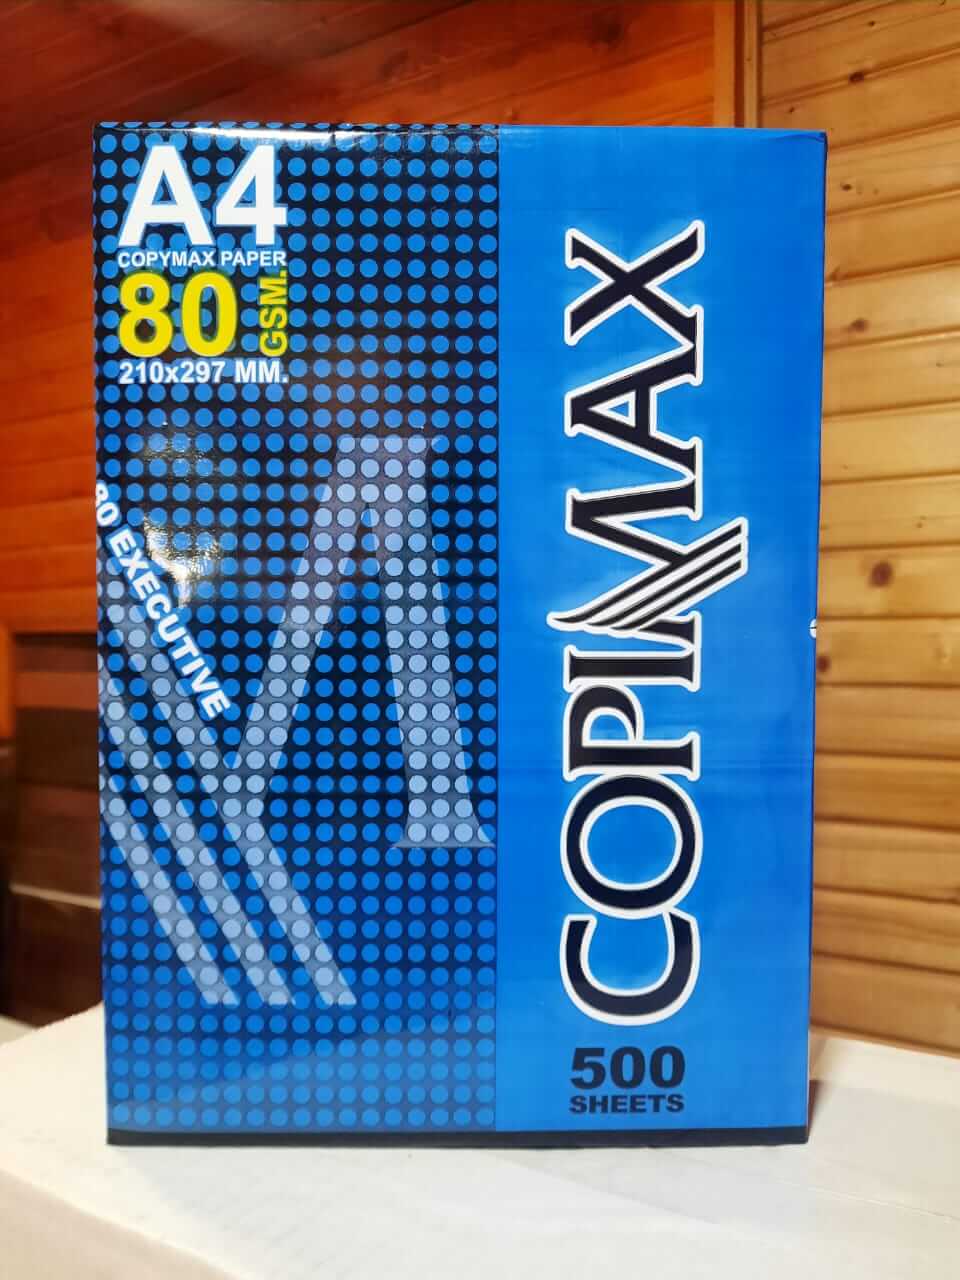 A4
COPYMAX PAPER
80 GSM.
210x297 MM.
80 EXECUTIVE
COPIMAX
500
SHEETS